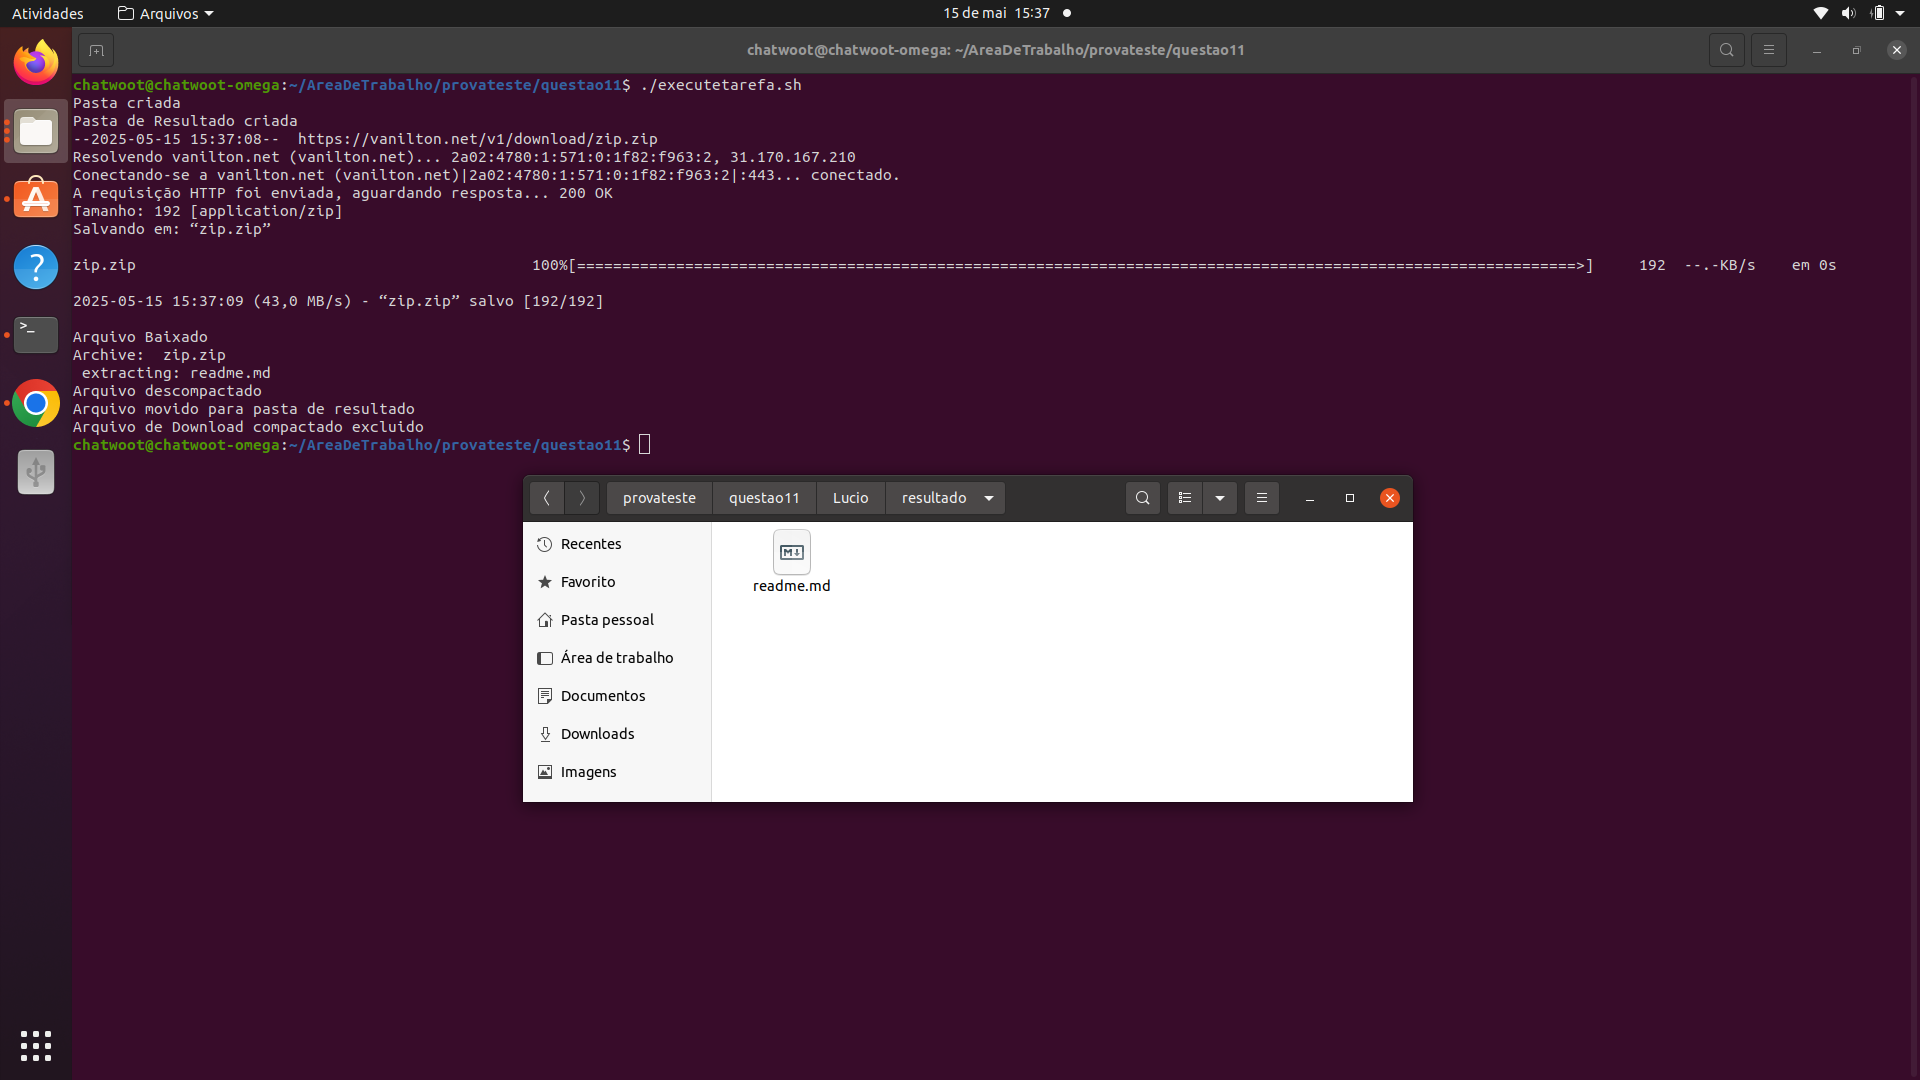 Atividades
Arquivos
15 de mai 15:37
chatwoot@chatwoot-omega: ~/AreaDeTrabalho/provateste/questao11
chatwoot@chatwoot-omega:~/AreaDeTrabalho/provateste/questao11$ ./executetarefa.sh
Pasta criada
Pasta de Resultado criada
--2025-05-15 15:37:08--  https://vanilton.net/v1/download/zip.zip
Resolvendo vanilton.net (vanilton.net)... 2a02:4780:1:571:0:1f82:f963:2, 31.170.167.210
Conectando-se a vanilton.net (vanilton.net)|2a02:4780:1:571:0:1f82:f963:2|:443... conectado.
A requisição HTTP foi enviada, aguardando resposta... 200 OK
Tamanho: 192 [application/zip]
Salvando em: “zip.zip”
zip.zip 100%[===============================================================================================================>] 192 --.-KB/s em 0s
2025-05-15 15:37:09 (43,0 MB/s) - “zip.zip” salvo [192/192]
Arquivo Baixado
Archive:  zip.zip
 extracting: readme.md
Arquivo descompactado
Arquivo movido para pasta de resultado
Arquivo de Download compactado excluido
chatwoot@chatwoot-omega:~/AreaDeTrabalho/provateste/questao11$
provateste questao11 Lucio resultado
Recentes
Favorito
Pasta pessoal
Área de trabalho
Documentos
Downloads
Imagens
readme.md